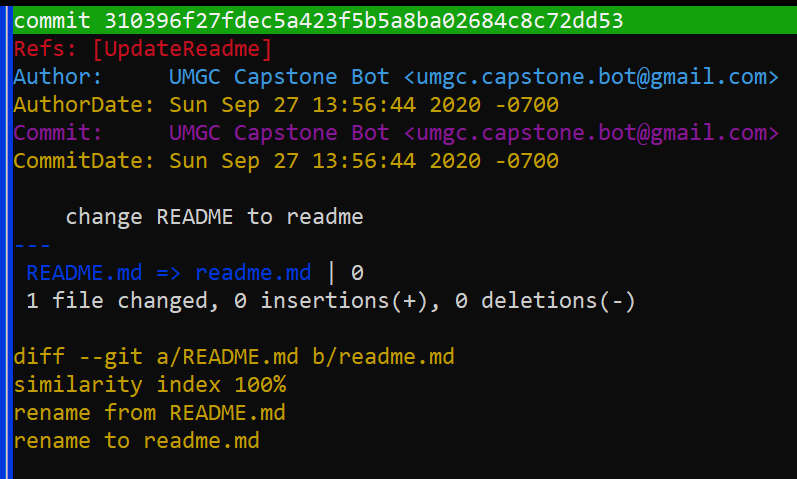 commit 310396f27fdec5a423f5b5a8ba02684c8c72dd53
Refs: [UpdateReadme]
Author:     UMGC Capstone Bot <umgc.capstone.bot@gmail.com>
AuthorDate: Sun Sep 27 13:56:44 2020 -0700
Commit:     UMGC Capstone Bot <umgc.capstone.bot@gmail.com>
CommitDate: Sun Sep 27 13:56:44 2020 -0700

    change README to readme
---
 README.md => readme.md | 0
 1 file changed, 0 insertions(+), 0 deletions(-)

diff --git a/README.md b/readme.md
similarity index 100%
rename from README.md
rename to readme.md